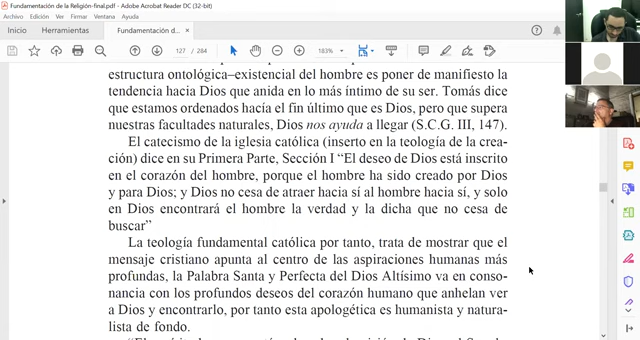 Fundamentación de la Religión-final.pdf - Adobe Acrobat Reader DC (32-bit)
Archivo Edición Ver Firmar Ventana Ayuda
Inicio Herramientas Fundamentación d... ×
127 / 284 183%
estructura ontológica–existencial del hombre es poner de manifiesto la
tendencia hacia Dios que anida en lo más íntimo de su ser. Tomás dice
que estamos ordenados hacía el fin último que es Dios, pero que supera
nuestras facultades naturales, Dios nos ayuda a llegar (S.C.G. III, 147).
El catecismo de la iglesia católica (inserto en la teología de la crea-
ción) dice en su Primera Parte, Sección I “El deseo de Dios está inscrito
en el corazón del hombre, porque el hombre ha sido creado por Dios
y para Dios; y Dios no cesa de atraer hacia sí al hombre hacia sí, y solo
en Dios encontrará el hombre la verdad y la dicha que no cesa de
buscar”
La teología fundamental católica por tanto, trata de mostrar que el
mensaje cristiano apunta al centro de las aspiraciones humanas más
profundas, la Palabra Santa y Perfecta del Dios Altísimo va en conso-
nancia con los profundos deseos del corazón humano que anhelan ver
a Dios y encontrarlo, por tanto esta apologética es humanista y natura-
lista de fondo.